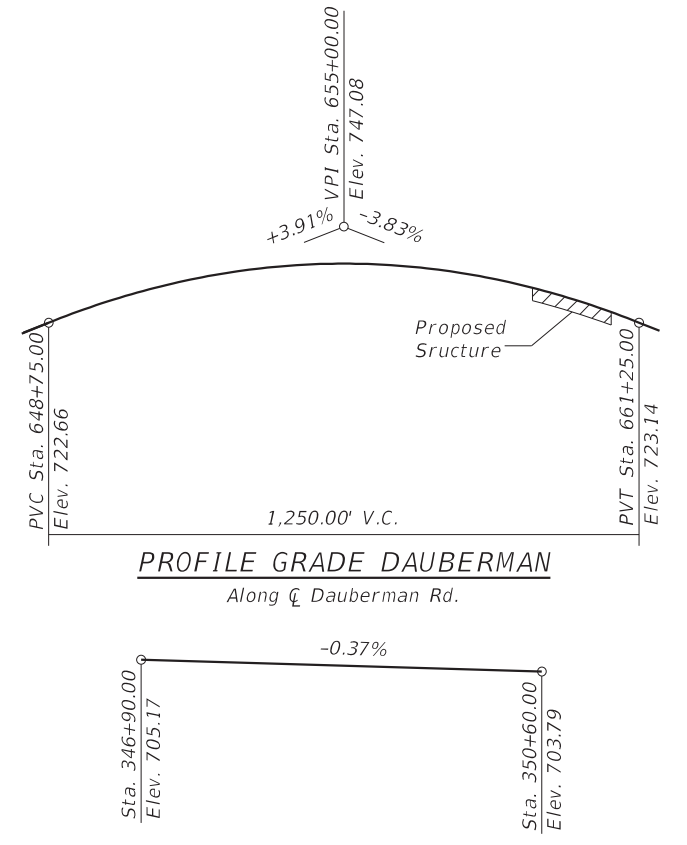 VPI Sta. 655+00.00
Elev. 747.08
+3.91%
-3.83%
Proposed
Sructure
PVC Sta. 648+75.00
Elev. 722.66
PVT Sta. 661+25.00
Elev. 723.14
1,250.00' V.C.
PROFILE GRADE DAUBERMAN
Along ℄ Dauberman Rd.
-0.37%
Sta. 346+90.00
Elev. 705.17
Sta. 350+60.00
Elev. 703.79